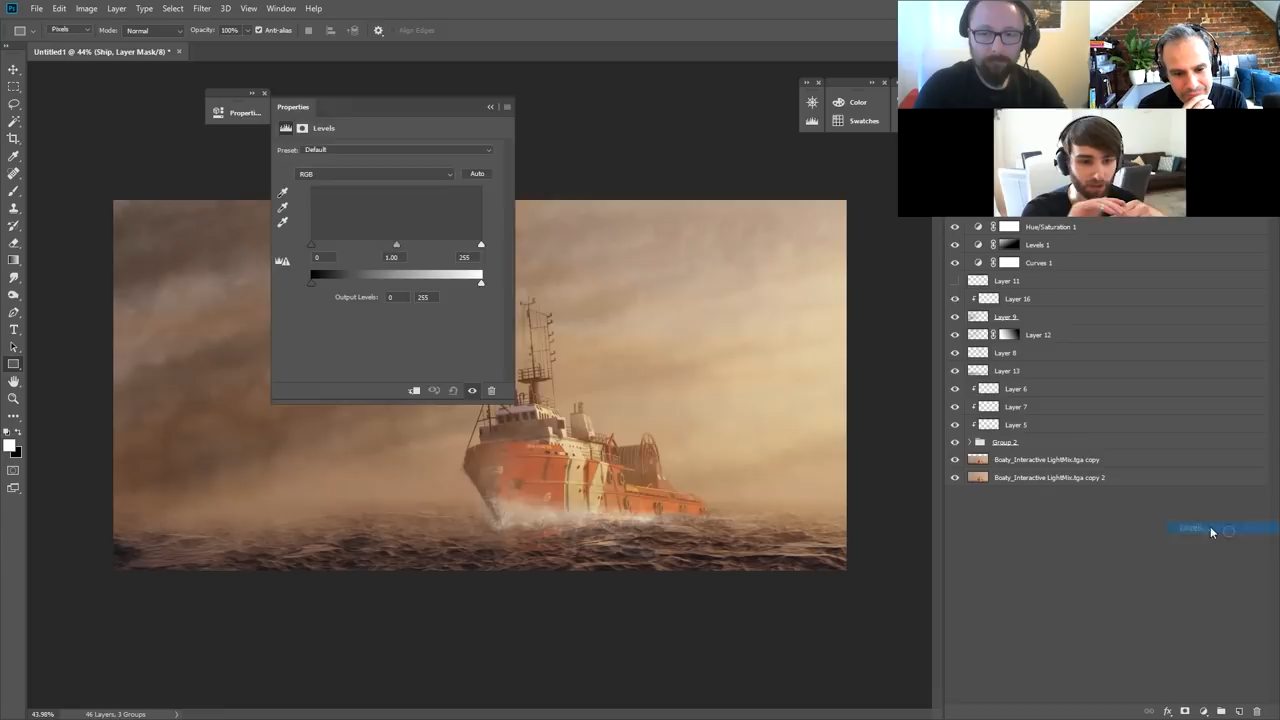 Ps File Edit Image Layer Type Select Filter 3D View Window Help
Pixels Mode: Normal Opacity: 100% Anti-alias Align Edges
Untitled1 @ 44% (Ship, Layer Mask/8) *
Properti...
Properties
Levels
Preset: Default
RGB Auto
0 1.00 255
Output Levels: 0 255
Color
Swatches
Hue/Saturation 1
Levels 1
Curves 1
Layer 11
Layer 16
Layer 9
Layer 12
Layer 8
Layer 13
Layer 6
Layer 7
Layer 5
Group 2
Boaty_Interactive LightMix.tga copy
Boaty_Interactive LightMix.tga copy 2
43.98% 46 Layers, 3 Groups